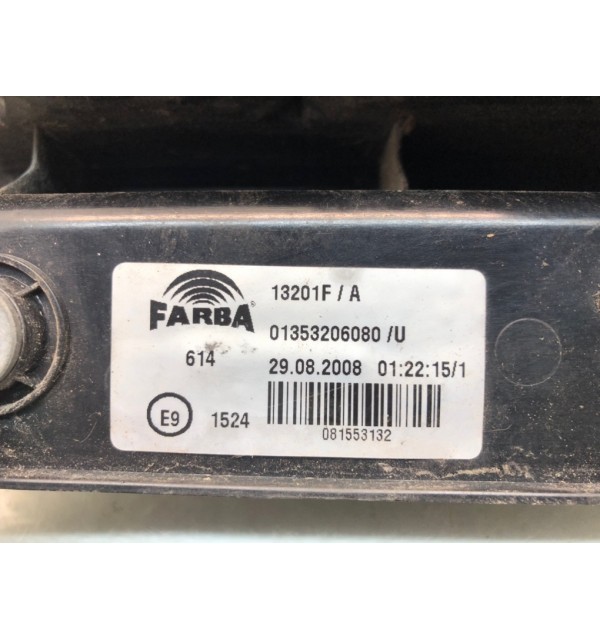 13201F / A
FARBA
01353206080 /U
614
29.08.2008 01:22:15/1
E9
1524
081553132